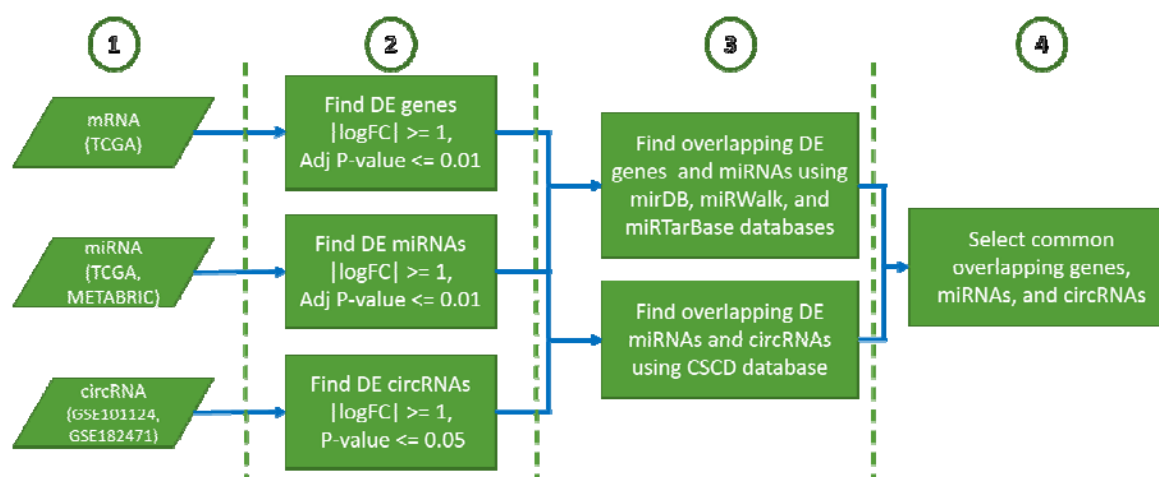 1
2
3
4
mRNA
(TCGA)
miRNA
(TCGA,
METABRIC)
circRNA
(GSE101124,
GSE182471)
Find DE genes
|logFC| >= 1,
Adj P-value <= 0.01
Find DE miRNAs
|logFC| >= 1,
Adj P-value <= 0.01
Find DE circRNAs
|logFC| >= 1,
P-value <= 0.05
Find overlapping DE
genes and miRNAs using
mirDB, miRWalk, and
miRTarBase databases
Find overlapping DE
miRNAs and circRNAs
using CSCD database
Select common
overlapping genes,
miRNAs, and circRNAs